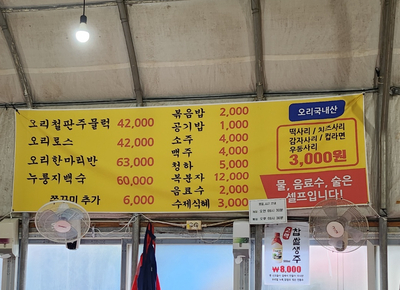 오리철판주물럭 42,000
오리로스 42,000
오리한마리반 63,000
누룽지백숙 60,000
쭈꾸미 추가 6,000
볶음밥 2,000
공기밥 1,000
소주 4,000
맥주 4,000
청하 5,000
복분자 12,000
음료수 2,000
수제식혜 3,000
오리국내산
떡사리 / 치즈사리
감자사리 / 컵라면
우동사리
3,000원
물, 음료수, 술은
셀프입니다!
찹쌀생주
₩8,000